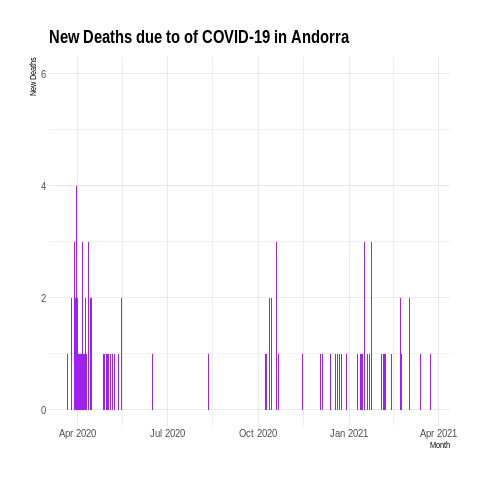 New Deaths due to of COVID-19 in Andorra
New Deaths
6
4
2
0
Apr 2020 Jul 2020 Oct 2020 Jan 2021 Apr 2021
Month